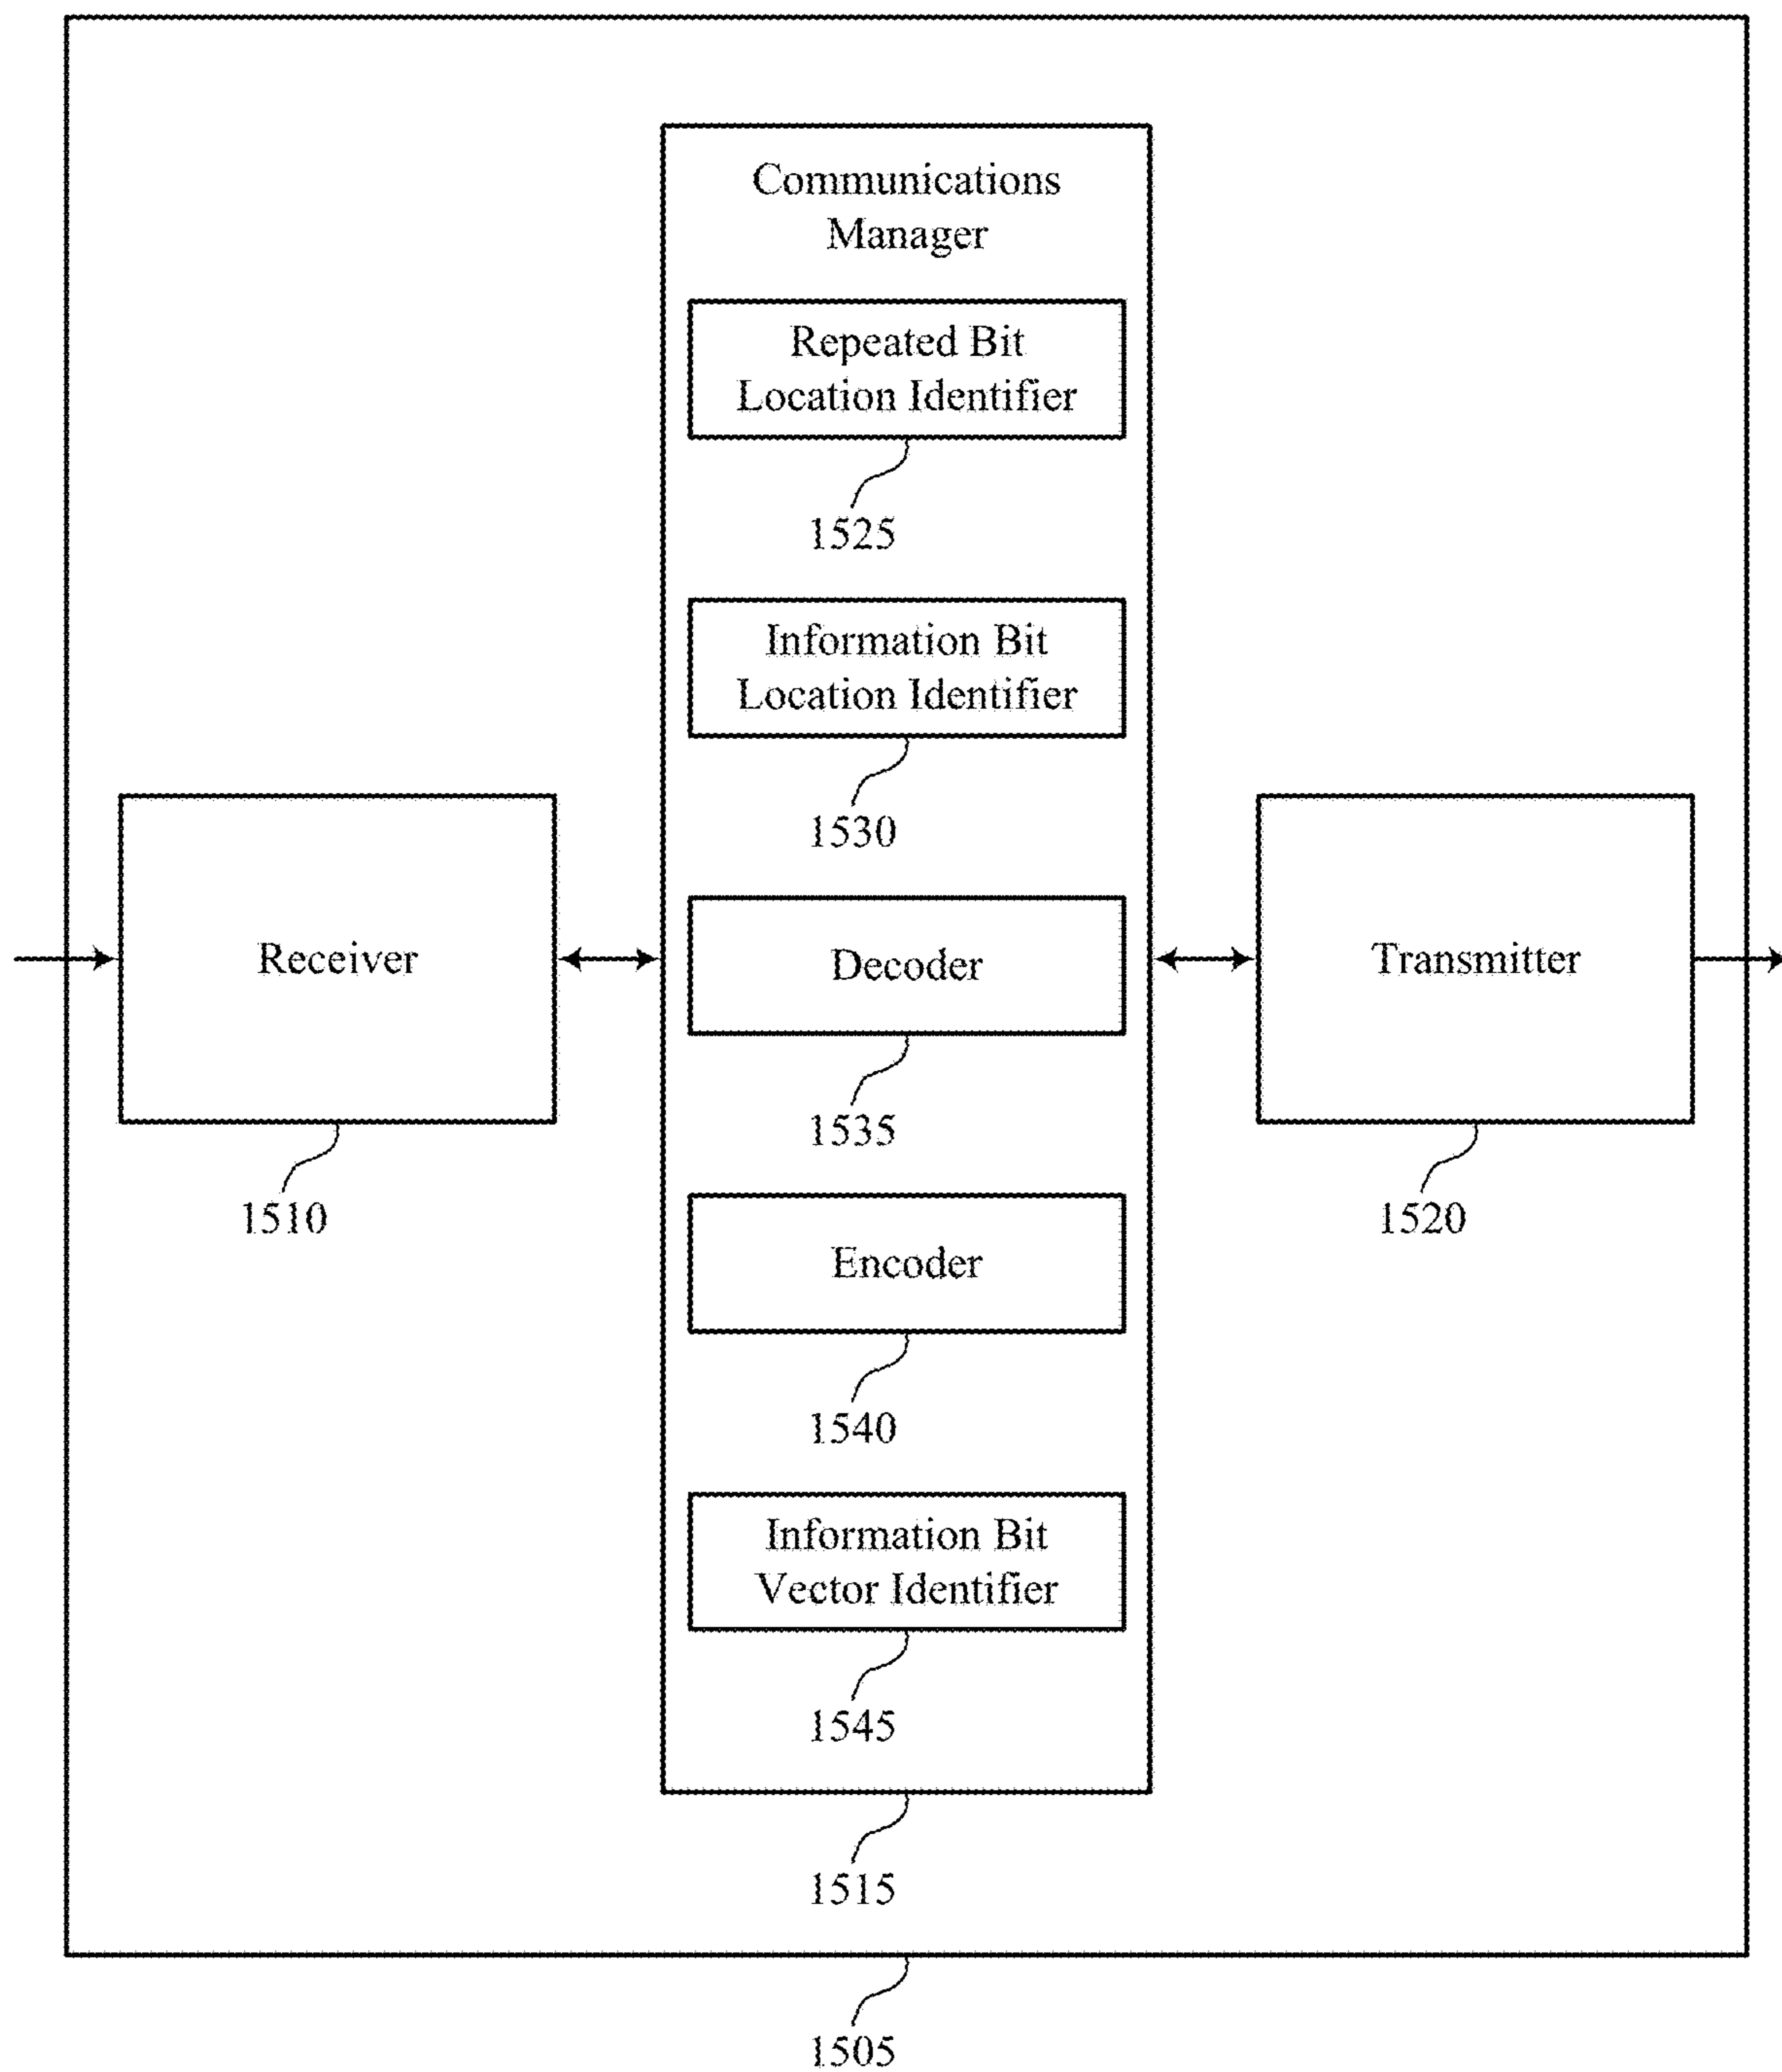 Communications
Manager
Repeated Bit
Location Identifier
1525
Information Bit
Location Identifier
1530
Receiver
1510
Decoder
1535
Transmitter
1520
Encoder
1540
Information Bit
Vector Identifier
1545
1515
1505